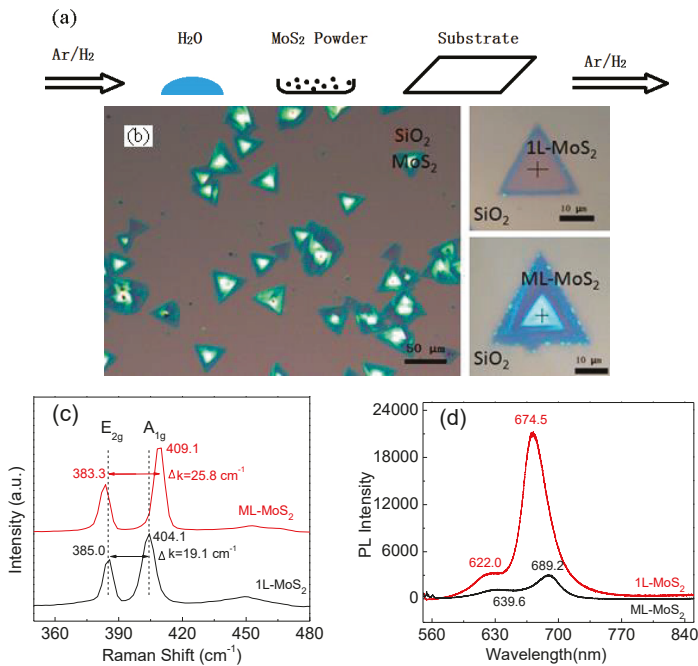 (a)
H₂O MoS₂ Powder Substrate
Ar/H₂ Ar/H₂
(b)
SiO₂
MoS₂
50 μm
1L-MoS₂
SiO₂
10 μm
ML-MoS₂
SiO₂
10 μm
(c)
E2g A1g
409.1
383.3
Δk=25.8 cm⁻¹
ML-MoS₂
404.1
385.0
Δk=19.1 cm⁻¹
1L-MoS₂
Intensity (a.u.)
360 390 420 450 480
Raman Shift (cm⁻¹)
(d)
24000
18000
12000
6000
3000
0
PL Intensity
674.5
622.0
689.2
639.6
1L-MoS₂
ML-MoS₂
560 630 700 770 840
Wavelength(nm)